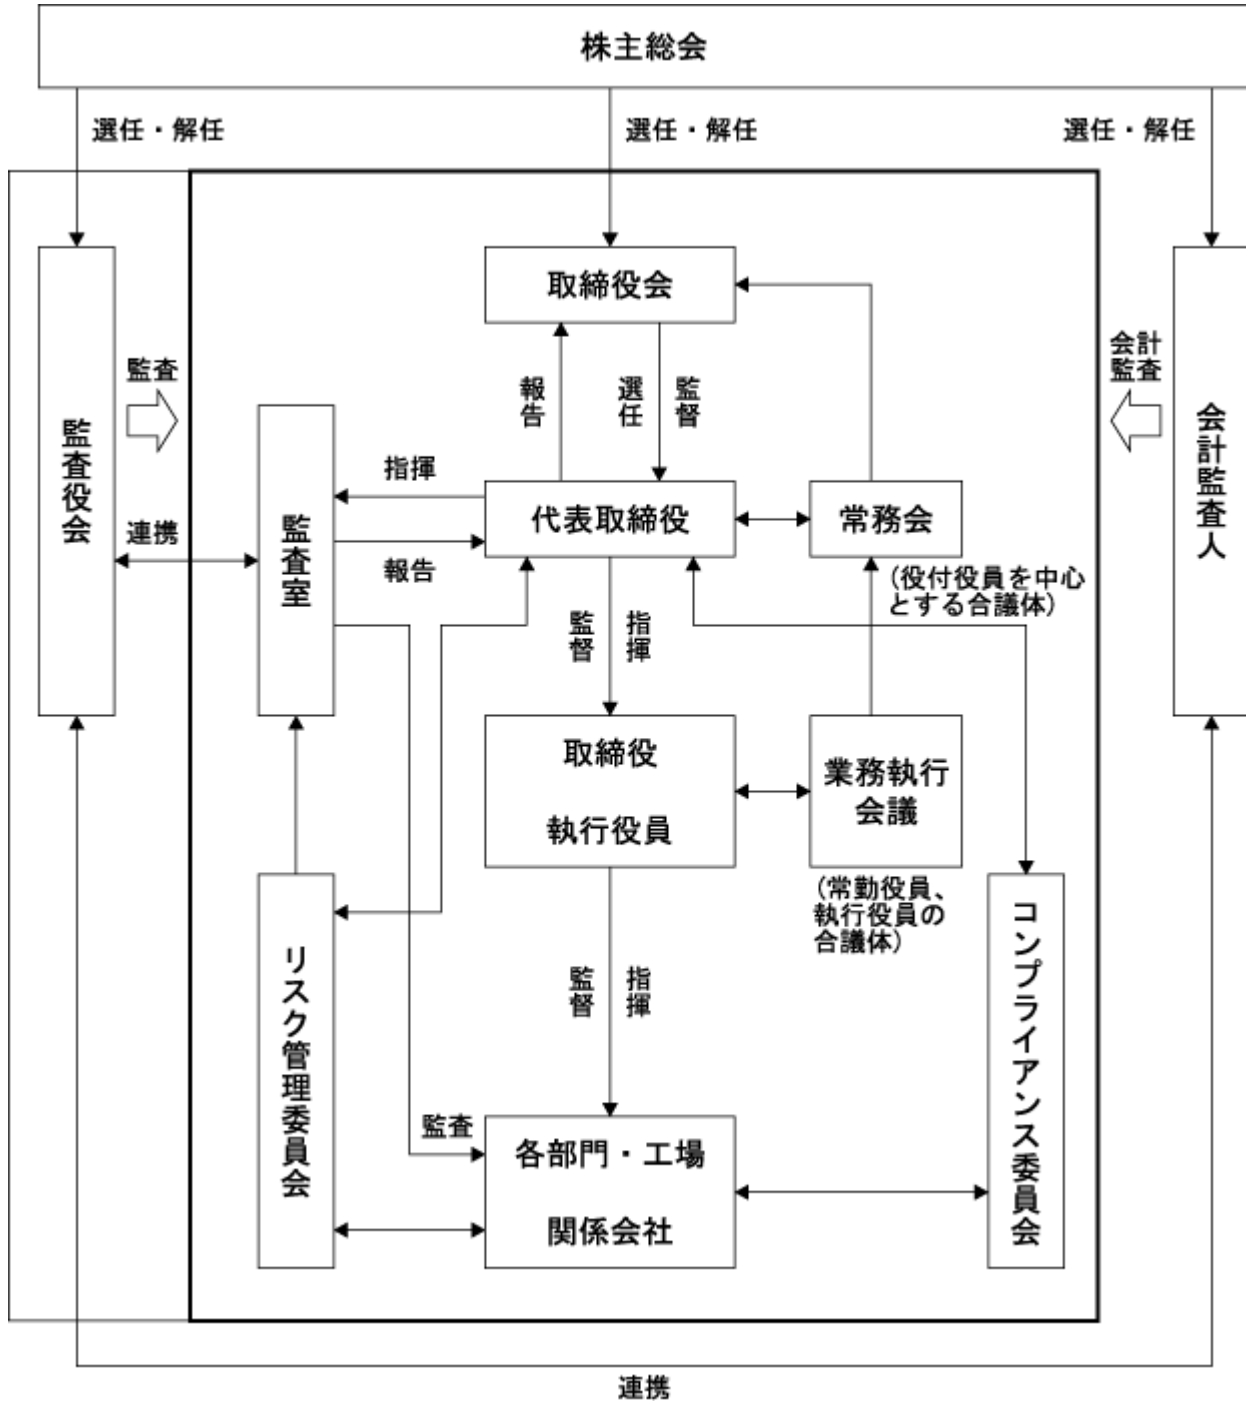 株主総会
選任・解任
選任・解任
選任・解任
取締役会
監査
会計
監査
報告
選任
監督
監査役会
会計監査人
指揮
代表取締役
常務会
連携
監査室
報告
(役付役員を中心
とする合議体)
監督
指揮
取締役
執行役員
業務執行
会議
(常勤役員、
執行役員の
合議体)
リスク管理委員会
コンプライアンス委員会
監督
指揮
監査
各部門・工場
関係会社
連携